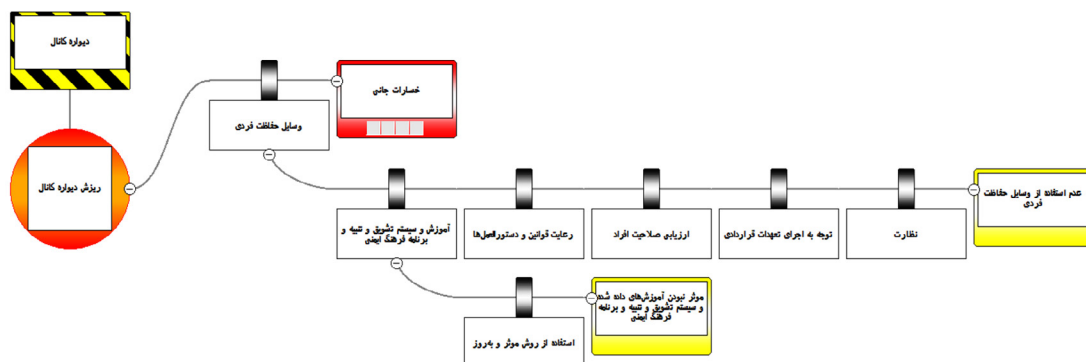 دیواره کانال
ریزش دیواره کانال
وسایل حفاظت فردی
خسارات جانی
آموزش و سیستم تشویق و تنبیه و
برنامه فرهنگ ایمنی
رعایت قوانین و دستورالعمل‌ها
ارزیابی صلاحیت افراد
توجه به اجرای تعهدات قراردادی
نظارت
عدم استفاده از وسایل حفاظت
فردی
استفاده از روش موثر و به‌روز
موثر نبودن آموزش‌های داده شده
و سیستم تشویق و تنبیه و برنامه
فرهنگ ایمنی